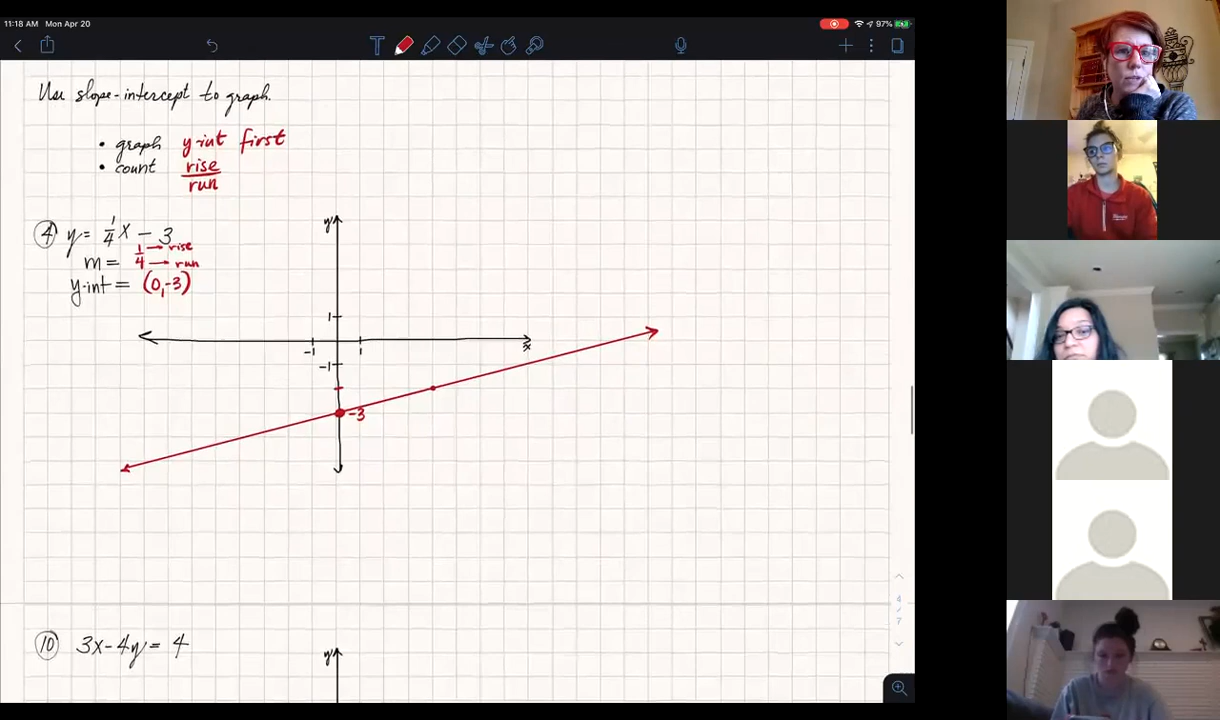 11:18 AM Mon Apr 20
97%
Use slope-intercept to graph.
• graph y-int first
• count rise
run
4 y = 1/4 x - 3
m = 1/4 → rise
→ run
y-int = (0,-3)
y
1
-1 1
x
-1
-3
4
/
7
10 3x-4y = 4
y